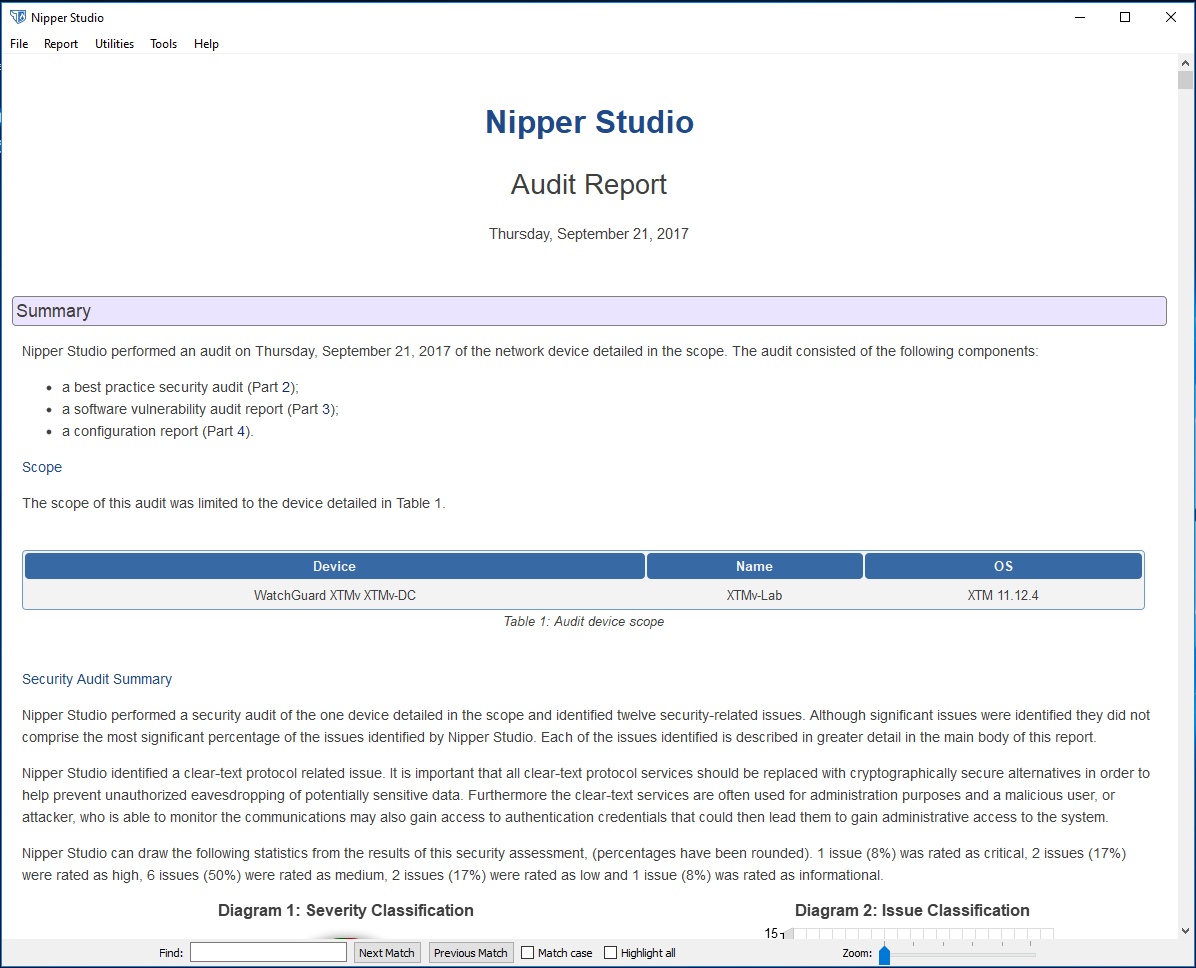 Nipper Studio
File Report Utilities Tools Help
Nipper Studio
Audit Report
Thursday, September 21, 2017
Summary
Nipper Studio performed an audit on Thursday, September 21, 2017 of the network device detailed in the scope. The audit consisted of the following components:
• a best practice security audit (Part 2);
• a software vulnerability audit report (Part 3);
• a configuration report (Part 4).
Scope
The scope of this audit was limited to the device detailed in Table 1.
Device Name OS
WatchGuard XTMv XTMv-DC XTMv-Lab XTM 11.12.4
Table 1: Audit device scope
Security Audit Summary
Nipper Studio performed a security audit of the one device detailed in the scope and identified twelve security-related issues. Although significant issues were identified they did not
comprise the most significant percentage of the issues identified by Nipper Studio. Each of the issues identified is described in greater detail in the main body of this report.
Nipper Studio identified a clear-text protocol related issue. It is important that all clear-text protocol services should be replaced with cryptographically secure alternatives in order to
help prevent unauthorized eavesdropping of potentially sensitive data. Furthermore the clear-text services are often used for administration purposes and a malicious user, or
attacker, who is able to monitor the communications may also gain access to authentication credentials that could then lead them to gain administrative access to the system.
Nipper Studio can draw the following statistics from the results of this security assessment, (percentages have been rounded). 1 issue (8%) was rated as critical, 2 issues (17%)
were rated as high, 6 issues (50%) were rated as medium, 2 issues (17%) were rated as low and 1 issue (8%) was rated as informational.
Diagram 1: Severity Classification Diagram 2: Issue Classification
15
Find: Next Match Previous Match Match case Highlight all Zoom: